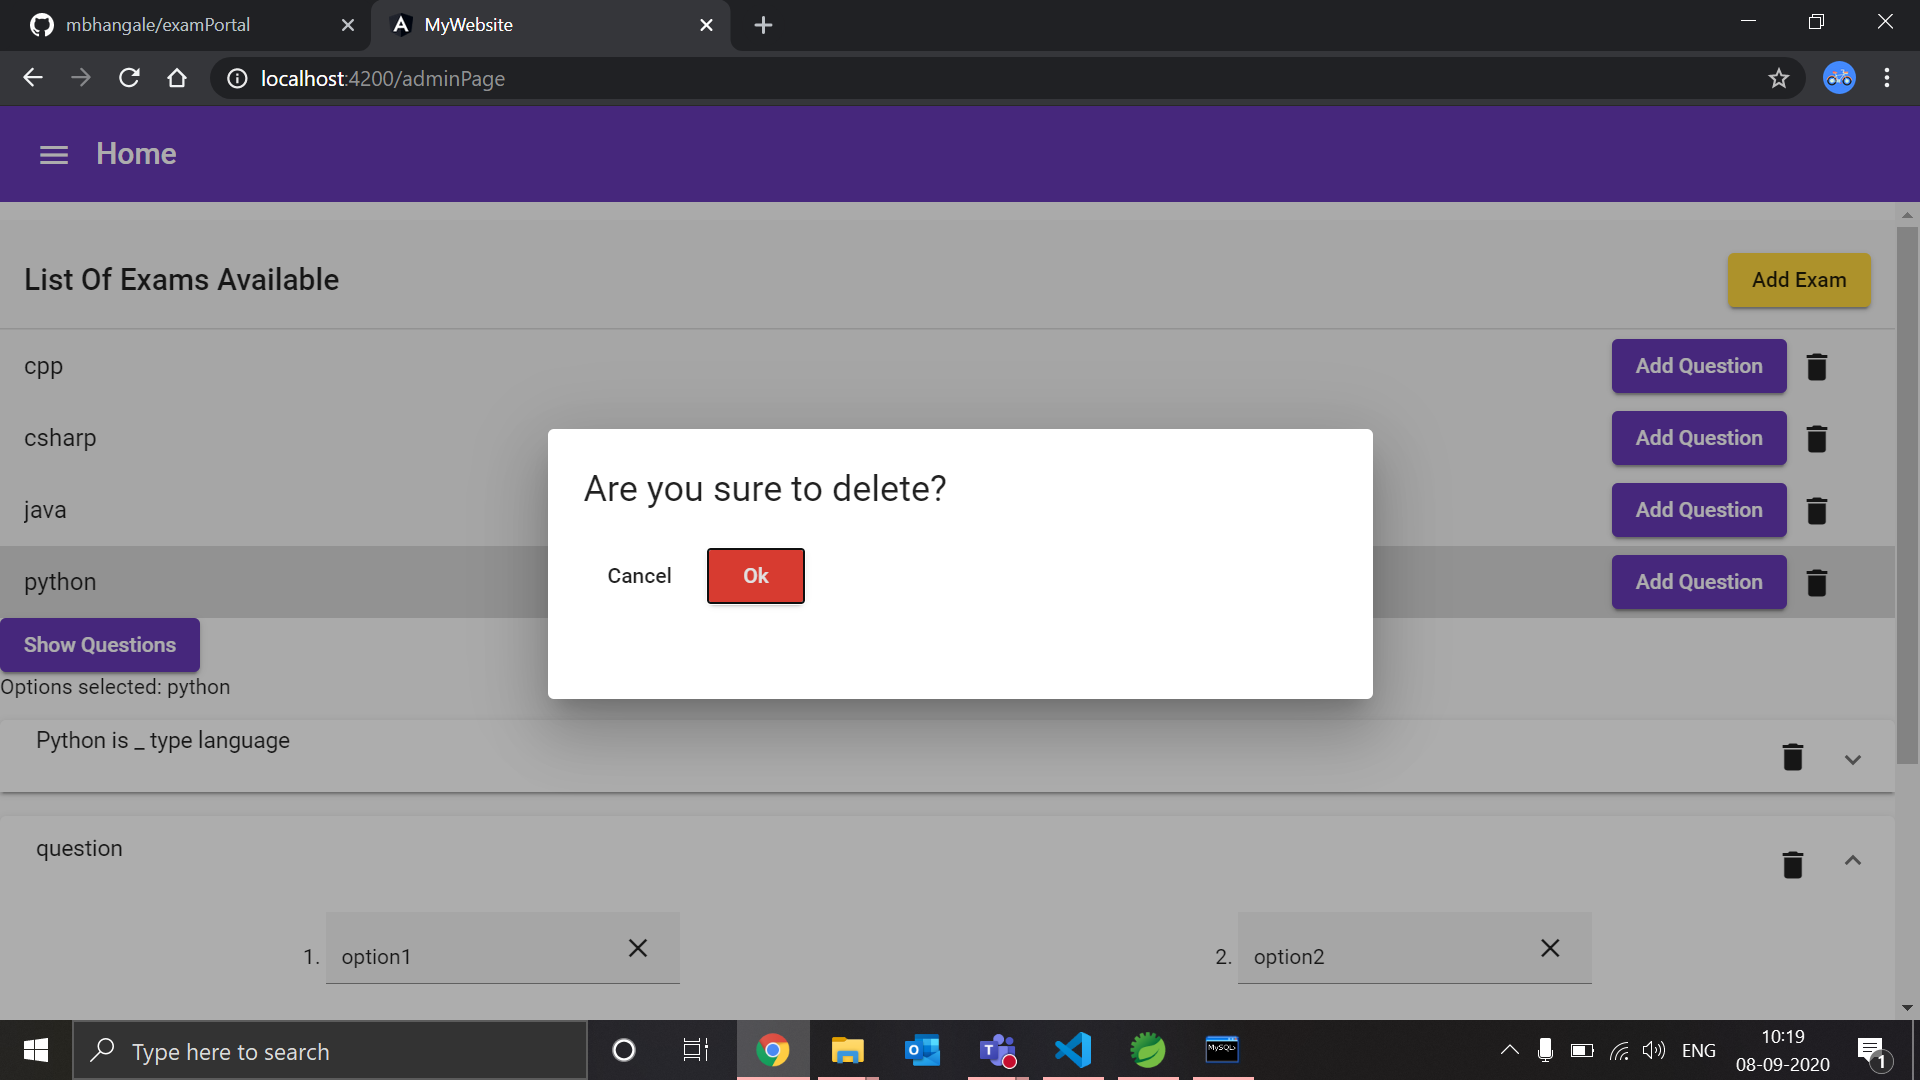 mbhangale/examPortal
MyWebsite
localhost:4200/adminPage
Home
List Of Exams Available
Add Exam
cpp
Add Question
csharp
Add Question
java
Add Question
python
Add Question
Are you sure to delete?
Cancel
Ok
Show Questions
Options selected: python
Python is _ type language
question
1. option1
2. option2
Type here to search
MySQL>
ENG
10:19
08-09-2020
1